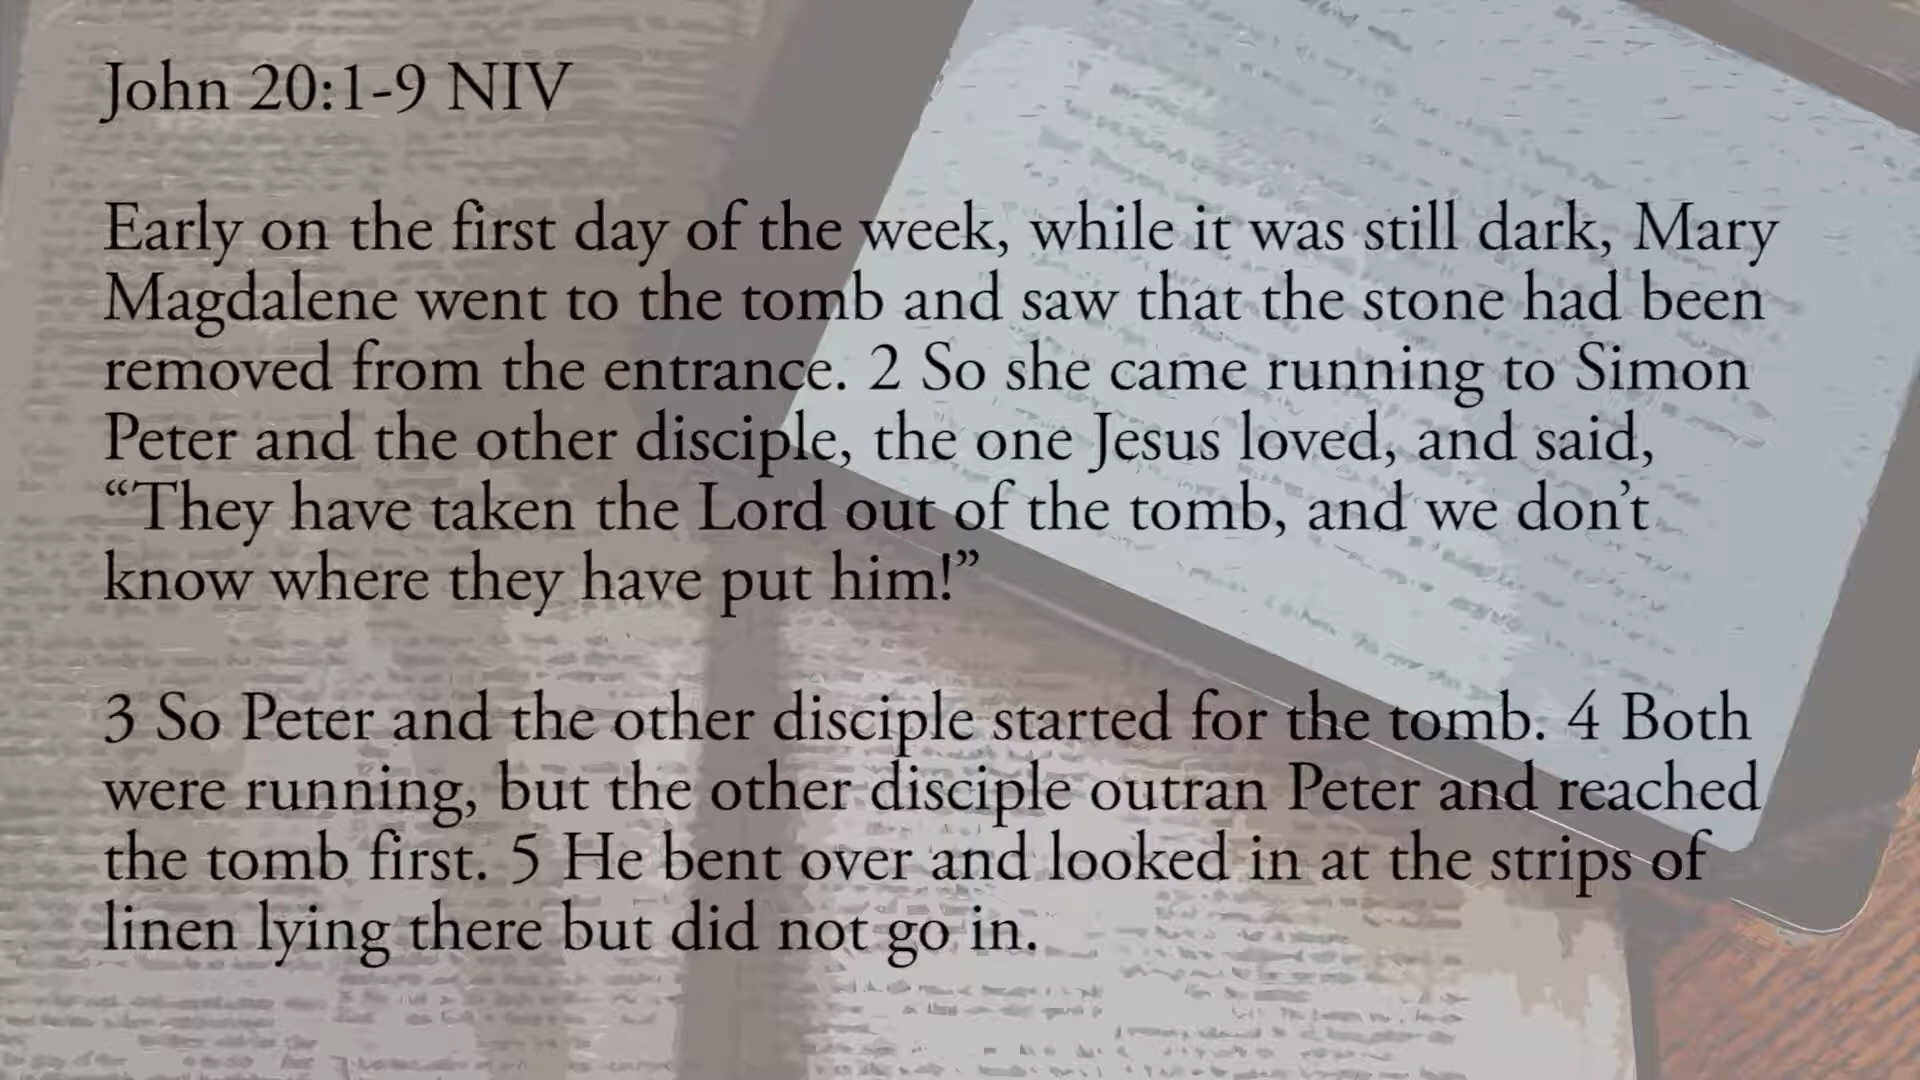 John 20:1-9 NIV
Early on the first day of the week, while it was still dark, Mary
Magdalene went to the tomb and saw that the stone had been
removed from the entrance. 2 So she came running to Simon
Peter and the other disciple, the one Jesus loved, and said,
“They have taken the Lord out of the tomb, and we don’t
know where they have put him!”
3 So Peter and the other disciple started for the tomb. 4 Both
were running, but the other disciple outran Peter and reached
the tomb first. 5 He bent over and looked in at the strips of
linen lying there but did not go in.